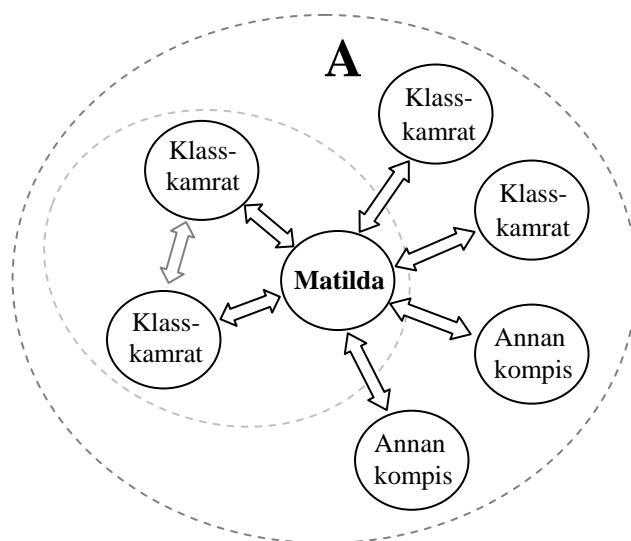 A
Klass-
kamrat
Klass-
kamrat
Klass-
kamrat
Matilda
Klass-
kamrat
Annan
kompis
Annan
kompis